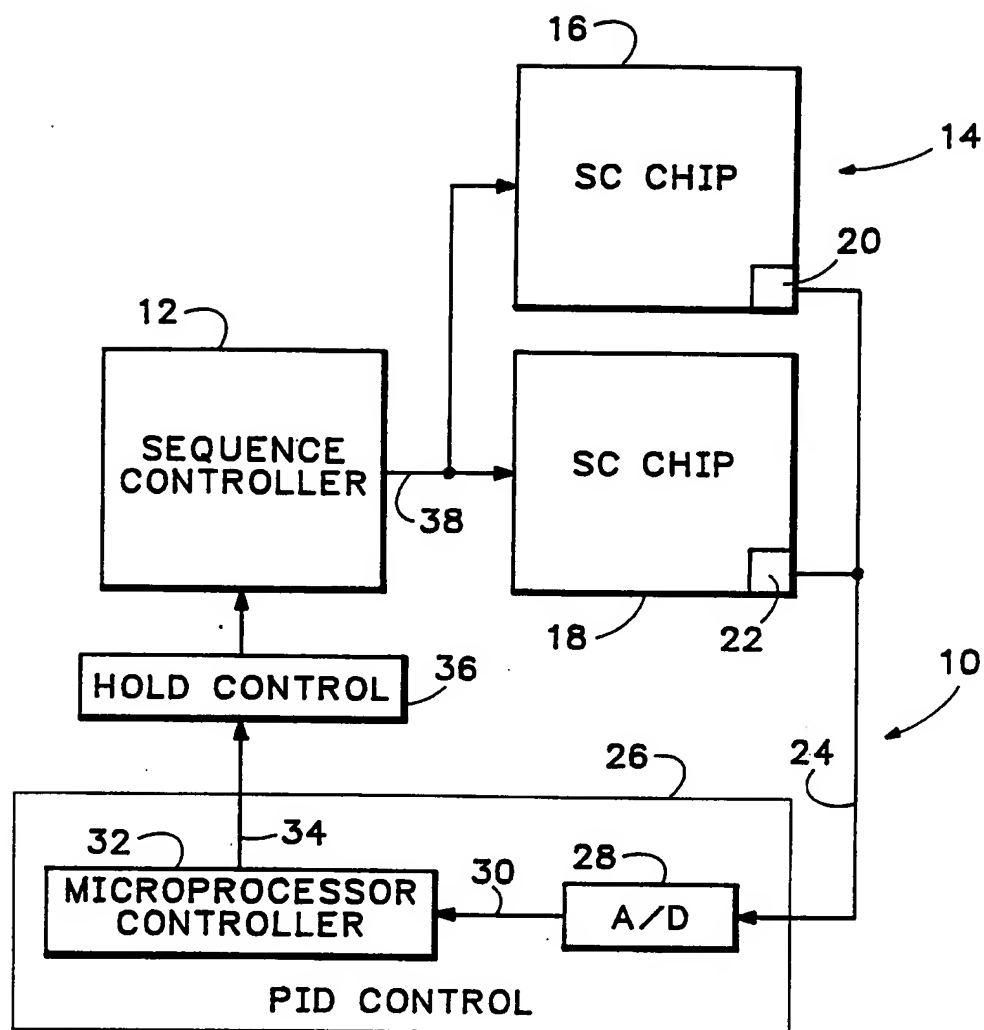 16
SC CHIP
14
20
12
SEQUENCE
CONTROLLER
38
SC CHIP
18
22
HOLD CONTROL
36
10
24
26
34
32
MICROPROCESSOR
CONTROLLER
30
28
A/D
PID CONTROL